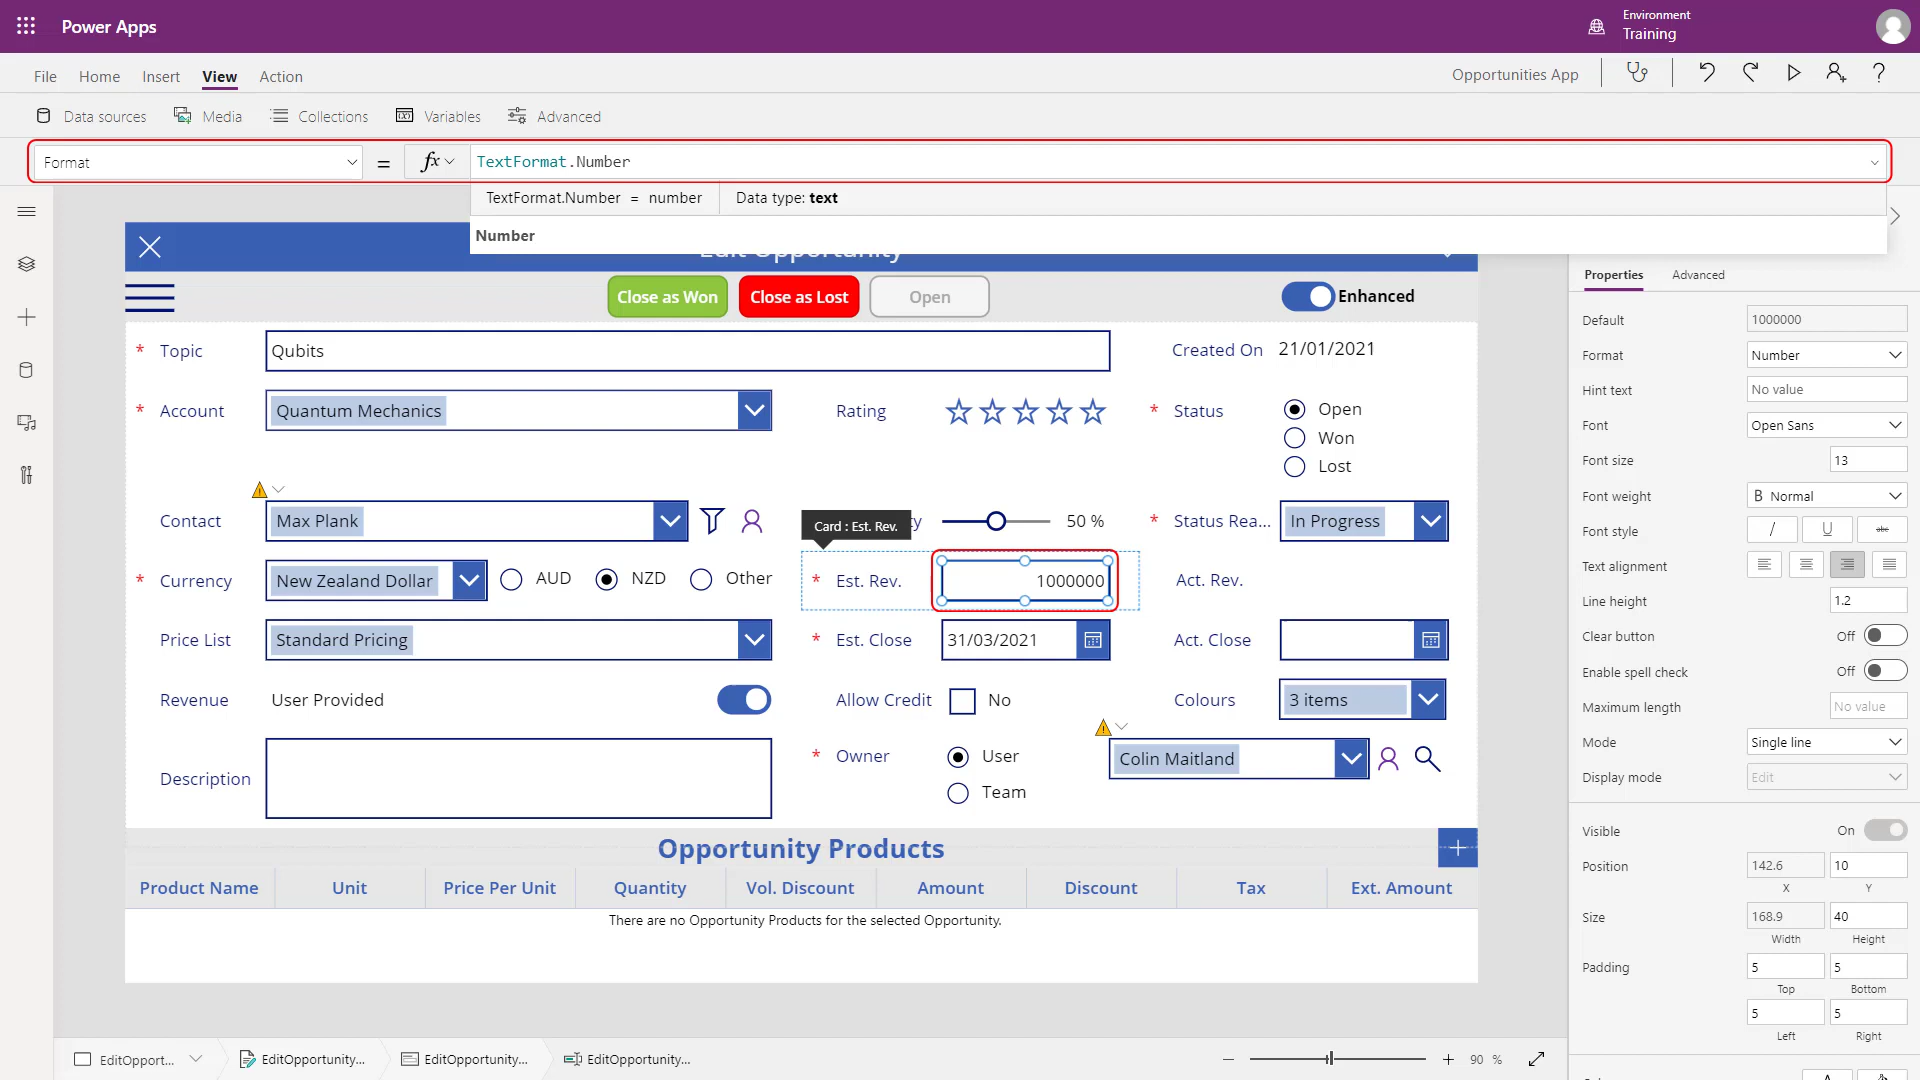 Power Apps
Environment
Training
File Home Insert View Action
Opportunities App
Data sources Media Collections Variables Advanced
Format = fx TextFormat.Number
TextFormat.Number = number Data type: text
Number
Edit Opportunity
Properties Advanced
Close as Won Close as Lost Open Enhanced
* Topic Qubits Created On 21/01/2021
* Account Quantum Mechanics Rating * Status Open
Won
Lost
Contact Max Plank 50 % * Status Rea... In Progress
Card : Est. Rev.
* Currency New Zealand Dollar AUD NZD Other * Est. Rev. 1000000 Act. Rev.
Price List Standard Pricing * Est. Close 31/03/2021 Act. Close
Revenue User Provided Allow Credit No Colours 3 items
Description * Owner User Colin Maitland
Team
Opportunity Products
Product Name Unit Price Per Unit Quantity Vol. Discount Amount Discount Tax Ext. Amount
There are no Opportunity Products for the selected Opportunity.
Default 1000000
Format Number
Hint text No value
Font Open Sans
Font size 13
Font weight B Normal
Font style / U abc
Text alignment
Line height 1.2
Clear button Off
Enable spell check Off
Maximum length No value
Mode Single line
Display mode Edit
Visible On
Position 142.6 10
X Y
Size 168.9 40
Width Height
Padding 5 5
Top Bottom
5 5
Left Right
EditOpport... EditOpportunity... EditOpportunity... EditOpportunity... 90 %